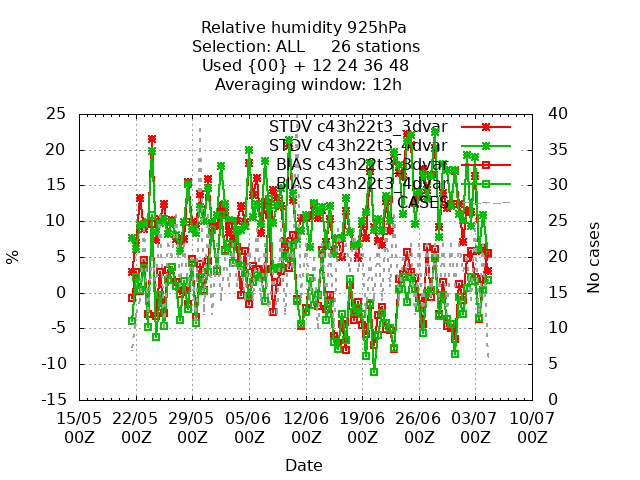 Relative humidity 925hPa
Selection: ALL 26 stations
Used {00} + 12 24 36 48
Averaging window: 12h
25 40
STDV c43h22t3_3dvar
STDV c43h22t3_4dvar
BIAS c43h22t3_3dvar
BIAS c43h22t3_4dvar
CASES
20 35
15 30
10 25
5 20
0 15
-5 10
-10 5
-15 0
%
No cases
15/05 22/05 29/05 05/06 12/06 19/06 26/06 03/07 10/07
00Z 00Z 00Z 00Z 00Z 00Z 00Z 00Z 00Z
Date